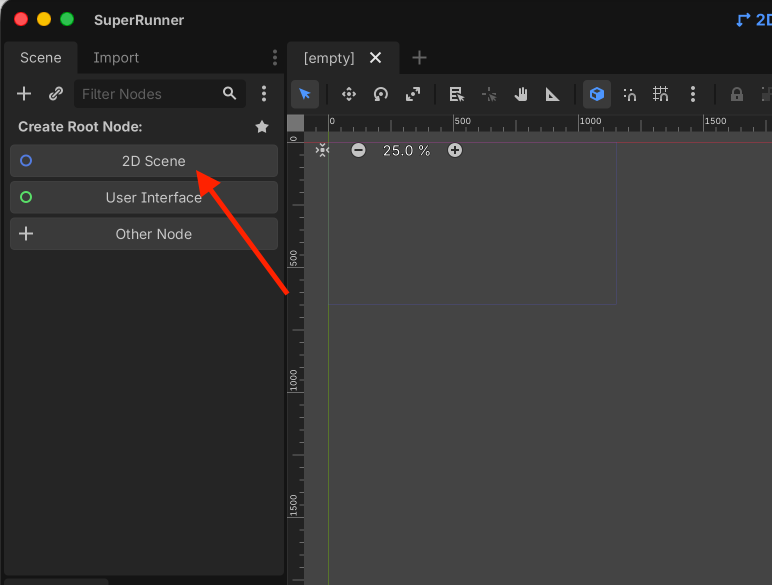 SuperRunner
2D
Scene Import
[empty]
Filter Nodes
Create Root Node:
2D Scene
User Interface
Other Node
0 500 1000 1500
25.0 %
0
500
1000
1500